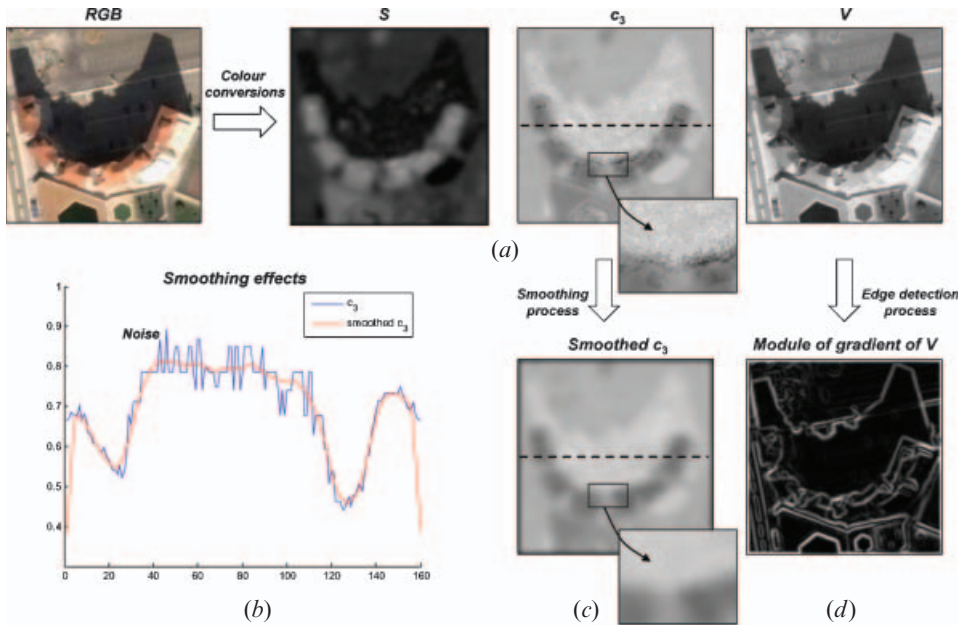 RGB
S
c3
V
Colour
conversions
(a)
Smoothing effects
1
0.9
0.8
0.7
0.6
0.5
0.4
0
20
40
60
80
100
120
140
160
Noise
c3
smoothed c3
(b)
Smoothing
process
Edge detection
process
Smoothed c3
Module of gradient of V
(c)
(d)